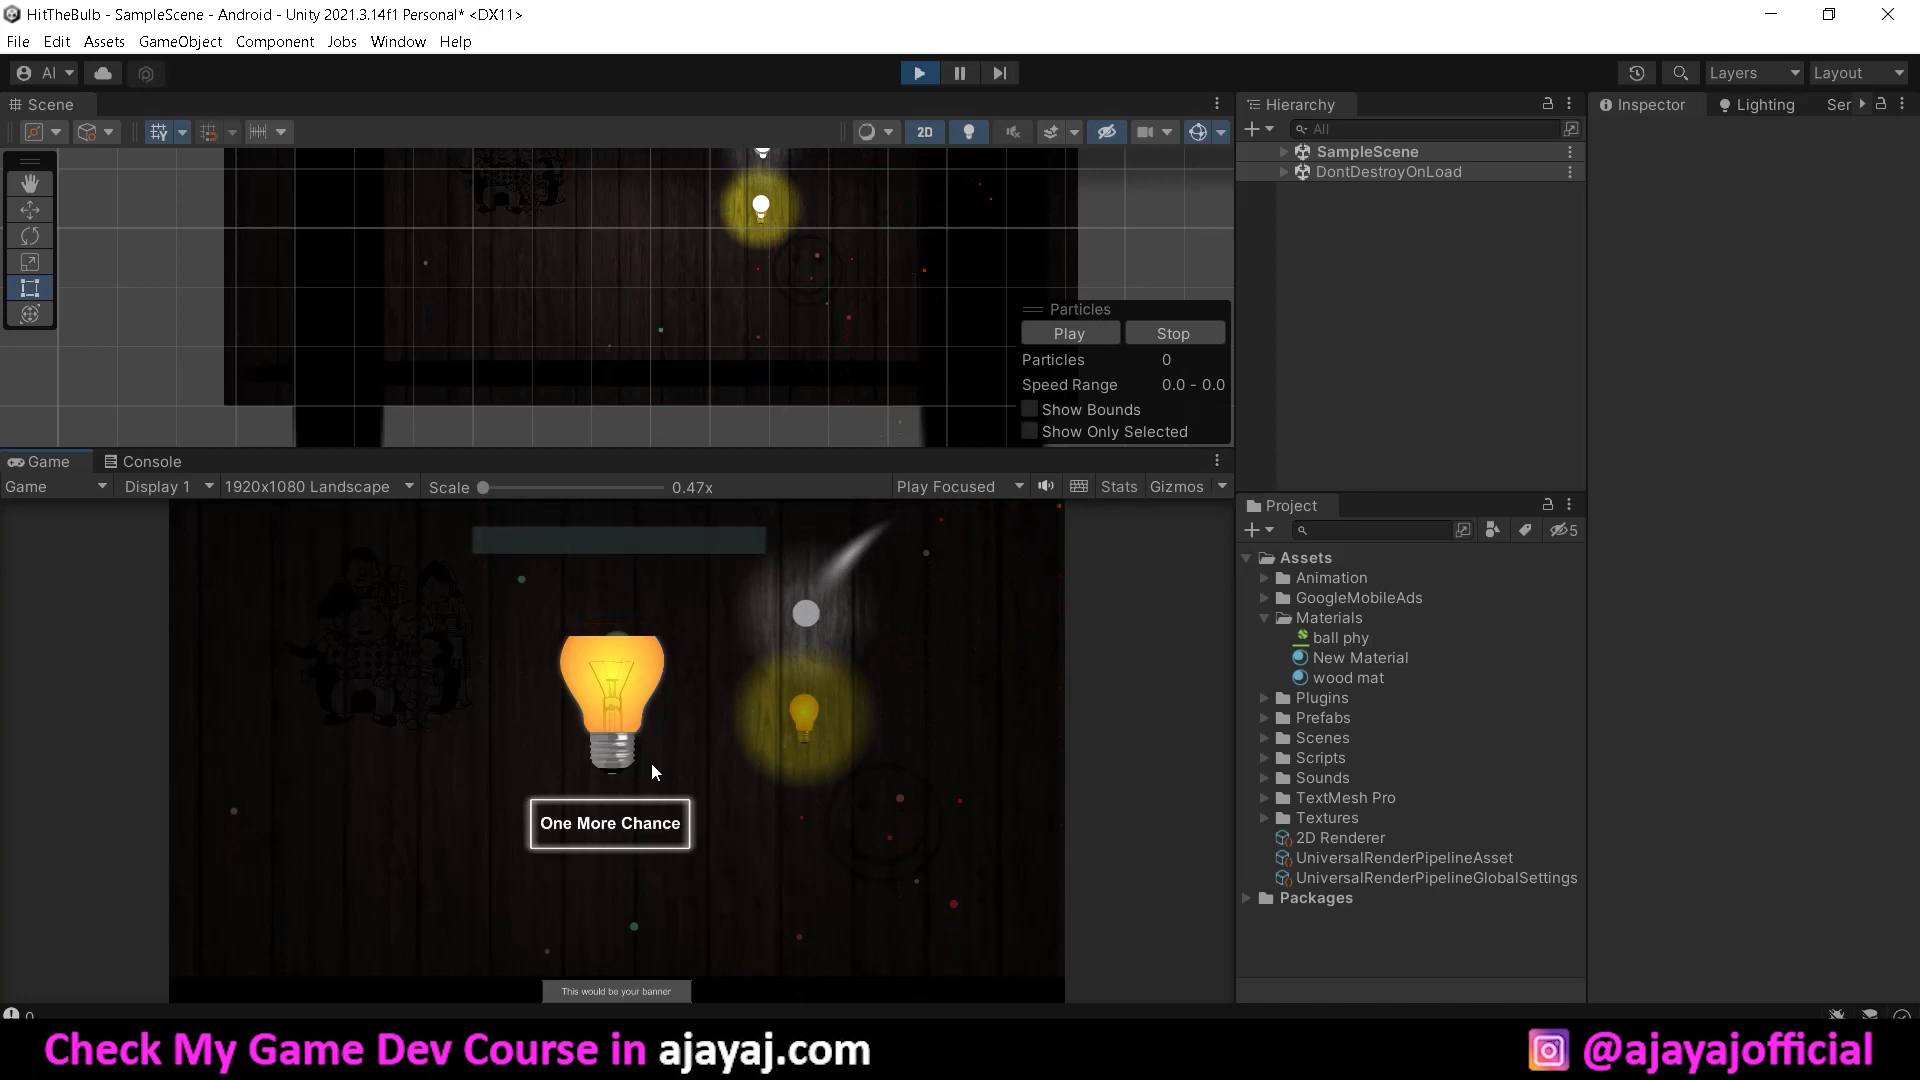 HitTheBulb - SampleScene - Android - Unity 2021.3.14f1 Personal* <DX11>
File Edit Assets GameObject Component Jobs Window Help
AI
Layers Layout
Scene
2D
Particles
Play Stop
Particles 0
Speed Range 0.0 - 0.0
Show Bounds
Show Only Selected
Game Console
Game Display 1 1920x1080 Landscape Scale 0.47x Play Focused Stats Gizmos
One More Chance
This would be your banner
Hierarchy
All
SampleScene
DontDestroyOnLoad
Inspector Lighting Ser
Project
5
Assets
Animation
GoogleMobileAds
Materials
ball phy
New Material
wood mat
Plugins
Prefabs
Scenes
Scripts
Sounds
TextMesh Pro
Textures
2D Renderer
UniversalRenderPipelineAsset
UniversalRenderPipelineGlobalSettings
Packages
Check My Game Dev Course in ajayaj.com
@ajayajofficial